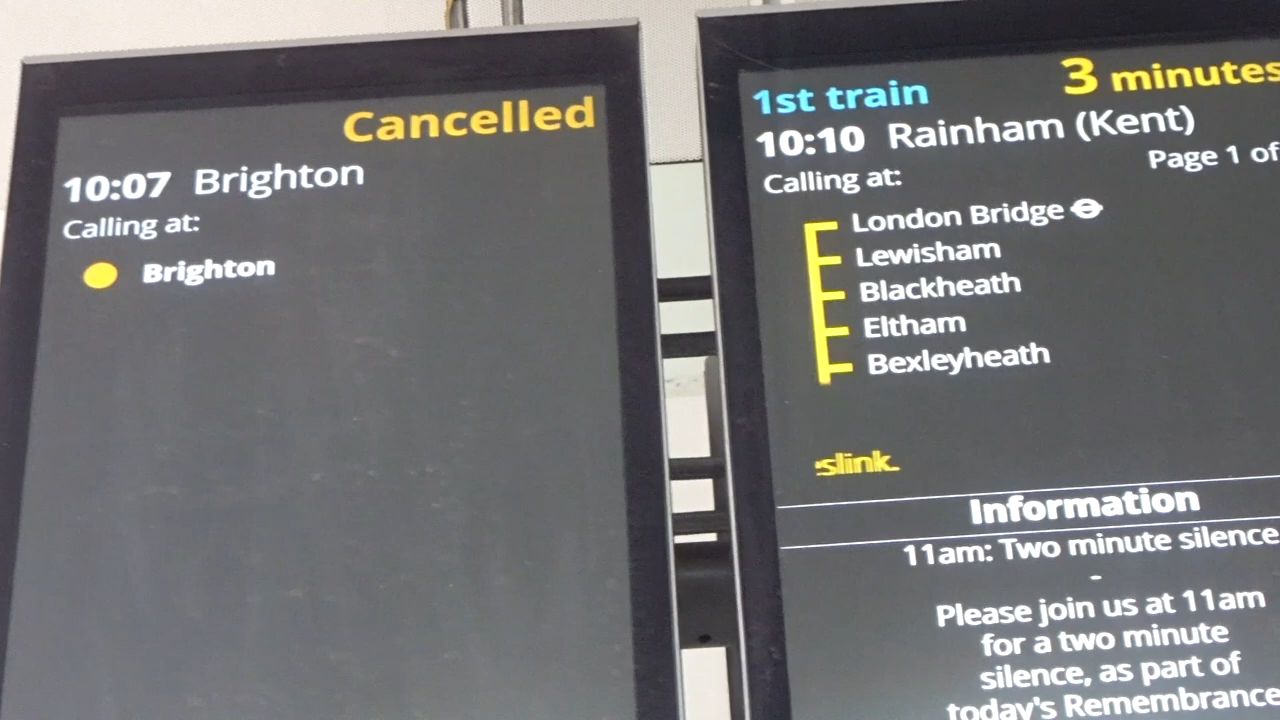 Cancelled
10:07 Brighton
Calling at:
Brighton
1st train 3 minutes
10:10 Rainham (Kent)
Calling at: Page 1 of
London Bridge
Lewisham
Blackheath
Eltham
Bexleyheath
slink.
Information
11am: Two minute silence
-
Please join us at 11am
for a two minute
silence, as part of
today's Remembrance